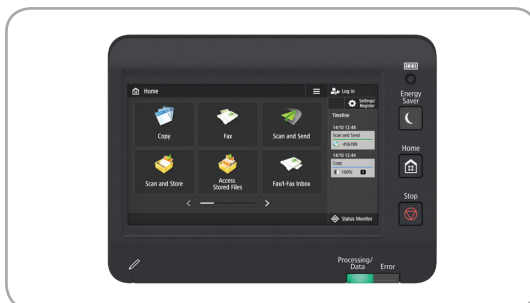 Home
Log In
Settings/
Register
Timeline
14/10 12:48
Scan and Send
456789
14/10 12:44
Copy
100% 1
Copy
Fax
Scan and Send
Scan and Store
Access
Stored Files
Fax/I-Fax Inbox
Status Monitor
Energy
Saver
Home
Stop
Processing/
Data
Error